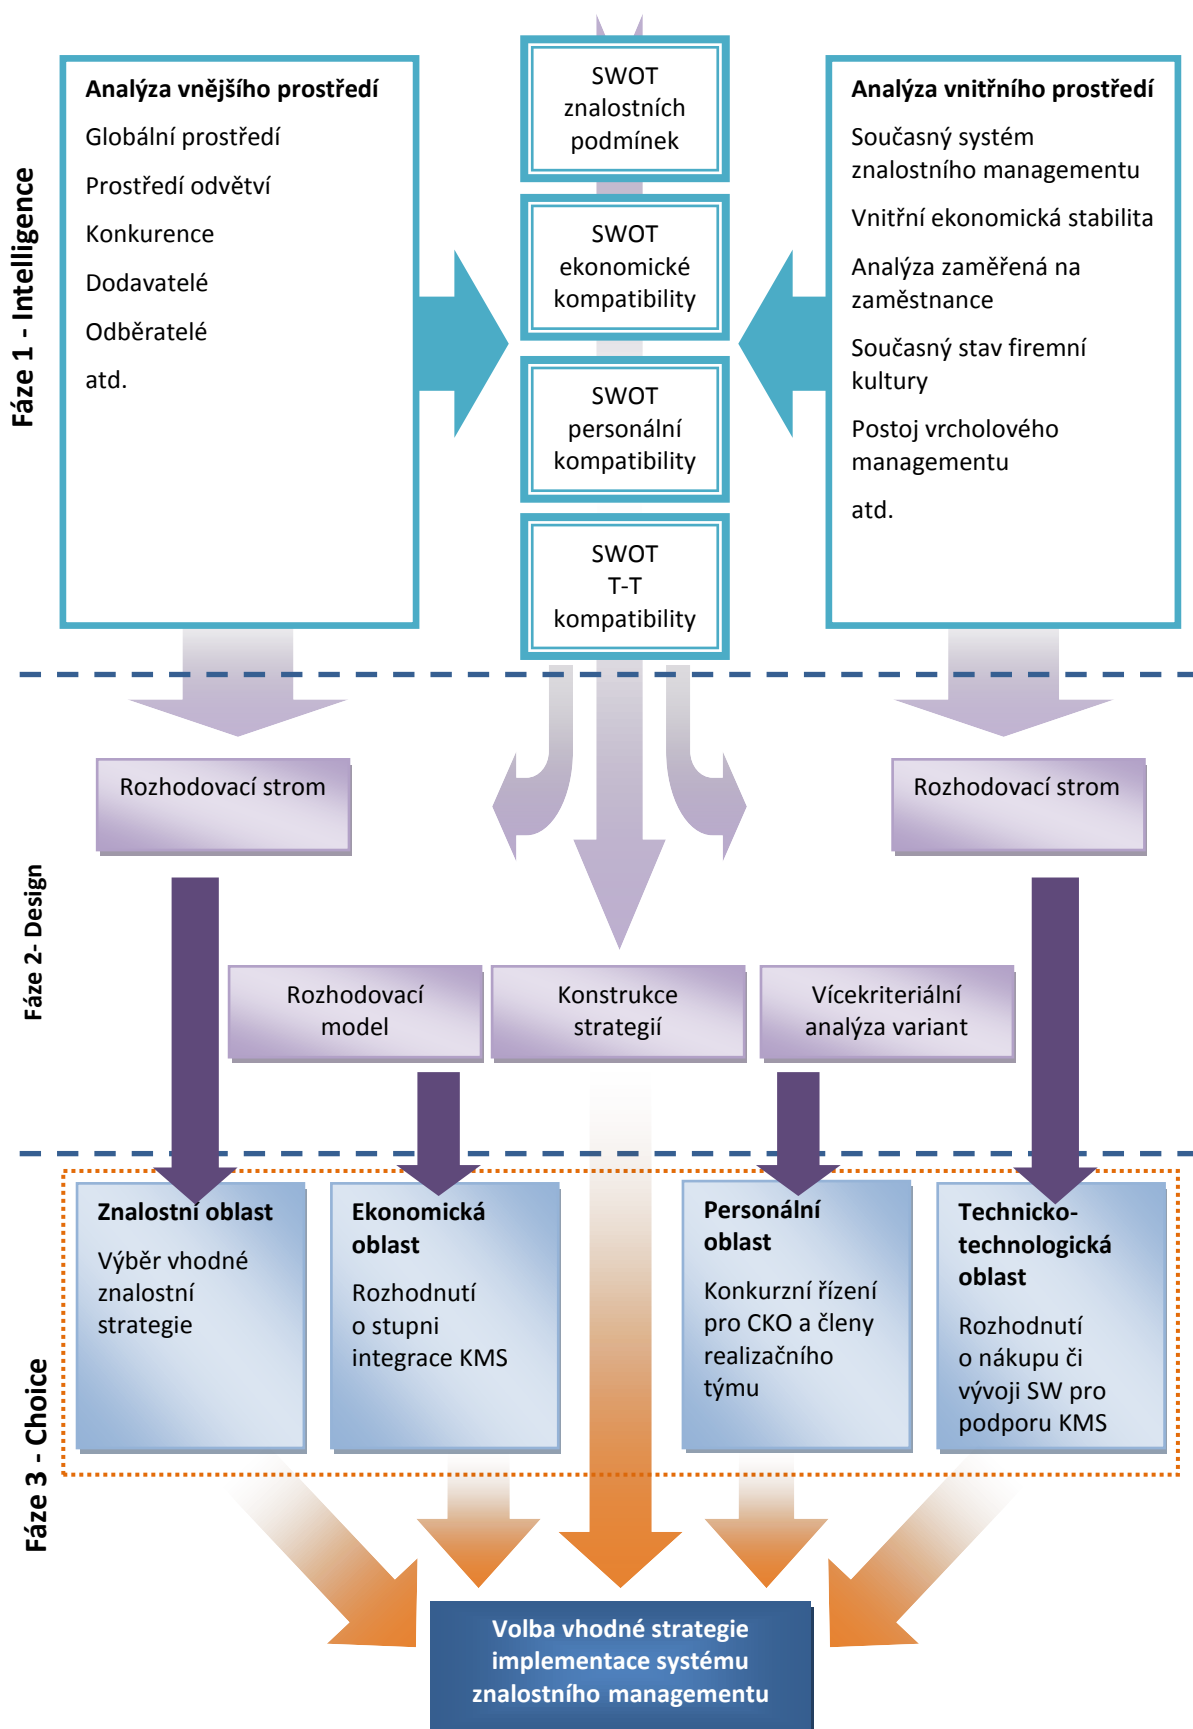 Fáze 1 - Intelligence
Analýza vnějšího prostředí
Globální prostředí
Prostředí odvětví
Konkurence
Dodavatelé
Odběratelé
atd.
SWOT
znalostních
podmínek
SWOT
ekonomické
kompatibility
SWOT
personální
kompatibility
SWOT
T-T
kompatibility
Analýza vnitřního prostředí
Současný systém
znalostního managementu
Vnitřní ekonomická stabilita
Analýza zaměřená na
zaměstnance
Současný stav firemní
kultury
Postoj vrcholového
managementu
atd.
Fáze 2- Design
Rozhodovací strom
Rozhodovací strom
Rozhodovací
model
Konstrukce
strategií
Vícekriteriální
analýza variant
Fáze 3 - Choice
Znalostní oblast
Výběr vhodné
znalostní
strategie
Ekonomická
oblast
Rozhodnutí
o stupni
integrace KMS
Personální
oblast
Konkurzní řízení
pro CKO a členy
realizačního
týmu
Technicko-
technologická
oblast
Rozhodnutí
o nákupu či
vývoji SW pro
podporu KMS
Volba vhodné strategie
implementace systému
znalostního managementu